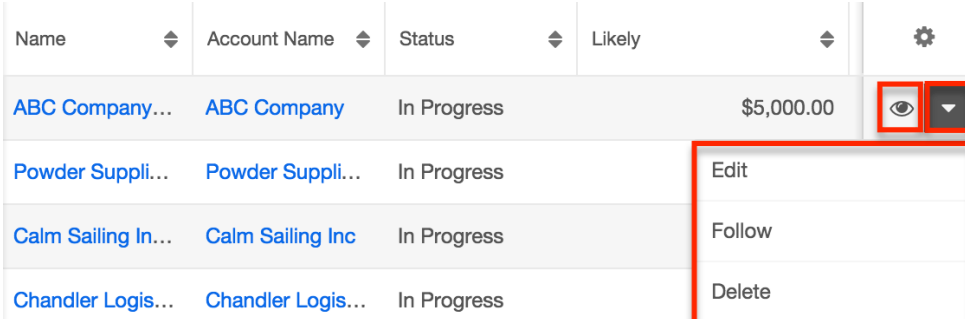 Name Account Name Status Likely
ABC Company... ABC Company In Progress $5,000.00
Powder Suppli... Powder Suppli... In Progress Edit
Calm Sailing In... Calm Sailing Inc In Progress Follow
Chandler Logis... Chandler Logis... In Progress Delete